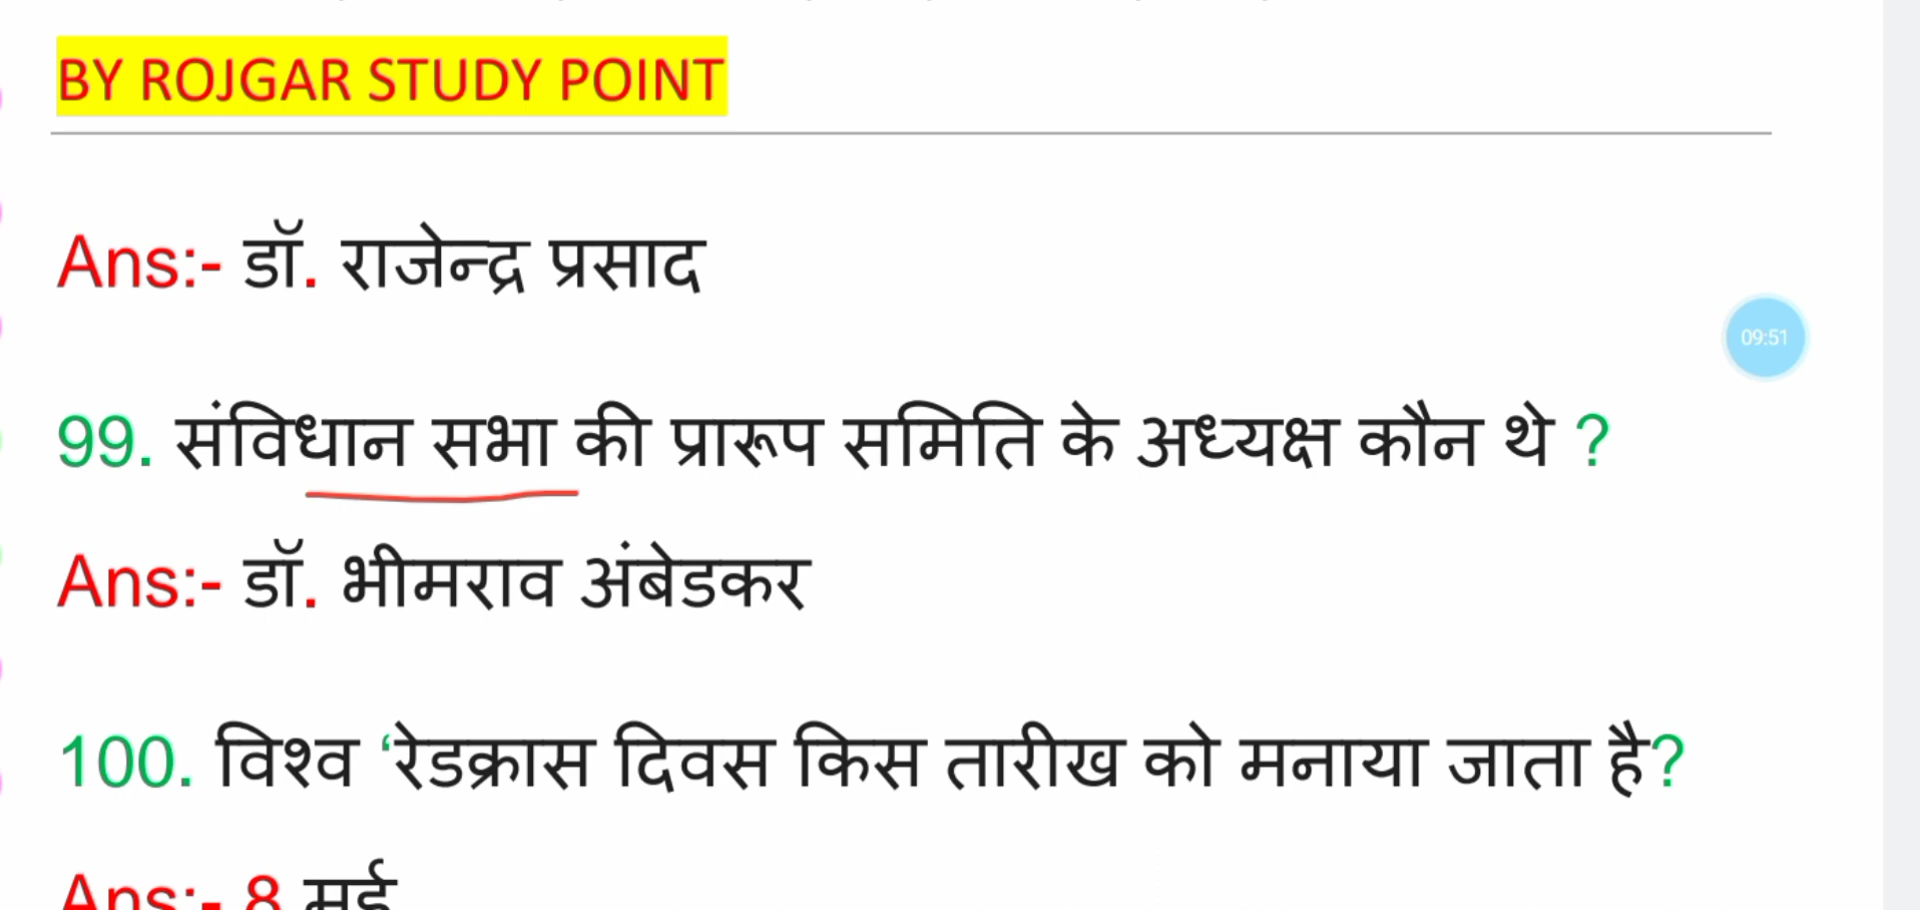 BY ROJGAR STUDY POINT
Ans:- डॉ. राजेन्द्र प्रसाद
09:51
99. संविधान सभा की प्रारूप समिति के अध्यक्ष कौन थे ?
Ans:- डॉ. भीमराव अंबेडकर
100. विश्व ‘रेडक्रास दिवस किस तारीख को मनाया जाता है?
Ans:- 8 मई